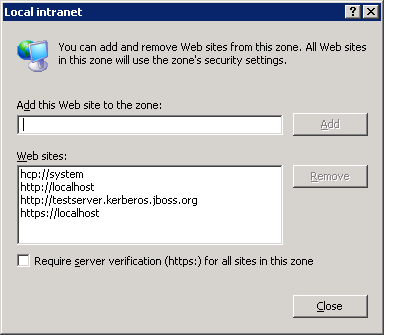 Local intranet
You can add and remove Web sites from this zone. All Web sites
in this zone will use the zone's security settings.
Add this Web site to the zone:
Add
Web sites:
hcp://system
http://localhost
http://testserver.kerberos.jboss.org
https://localhost
Remove
Require server verification (https:) for all sites in this zone
Close